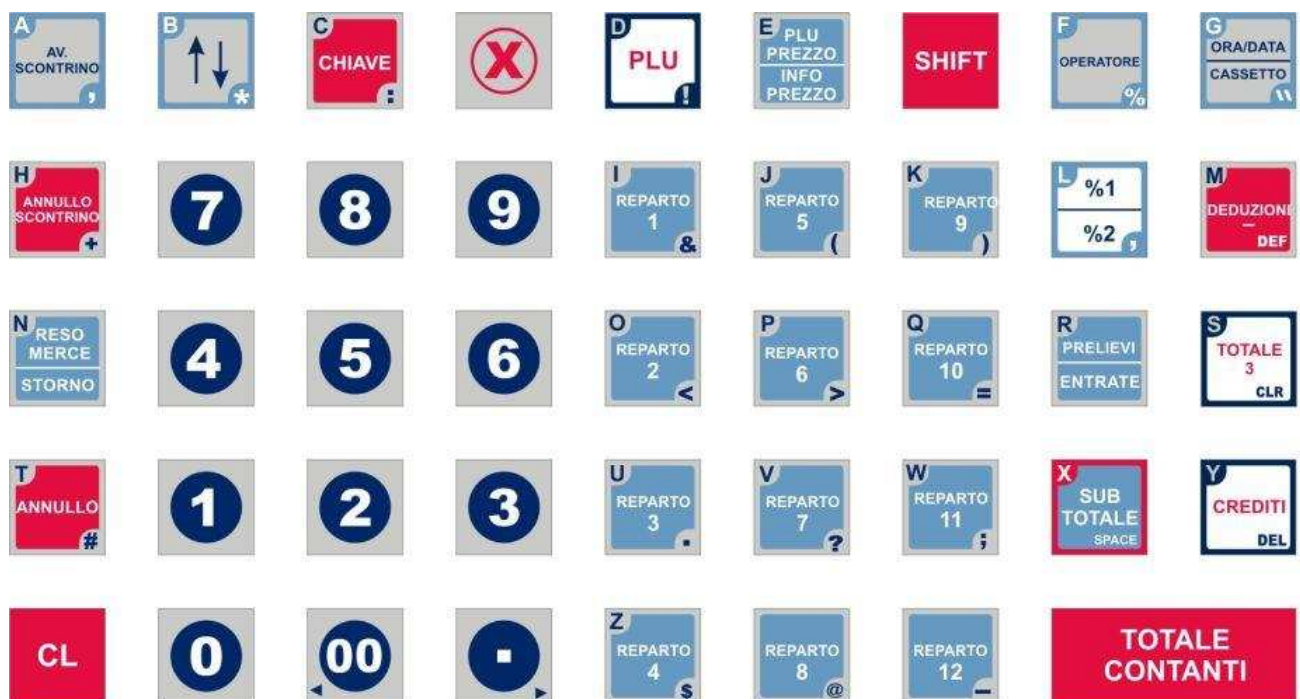 A AV. SCONTRINO ,
B *
C CHIAVE :
X
D PLU !
E PLU PREZZO INFO PREZZO
SHIFT
F OPERATORE %
G ORA/DATA CASSETTO "
H ANNULLO SCONTRINO +
7
8
9
I REPARTO 1 &
J REPARTO 5 (
K REPARTO 9 )
L %1 %2 ,
M DEDUZIONI – DEF
N RESO MERCE STORNO
4
5
6
O REPARTO 2 <
P REPARTO 6 >
Q REPARTO 10 =
R PRELIEVI ENTRATE
S TOTALE 3 CLR
T ANNULLO #
1
2
3
U REPARTO 3 .
V REPARTO 7 ?
W REPARTO 11 ;
X SUB TOTALE SPACE
Y CREDITI DEL
CL
0
00
.
Z REPARTO 4 $
REPARTO 8 @
REPARTO 12 –
TOTALE CONTANTI